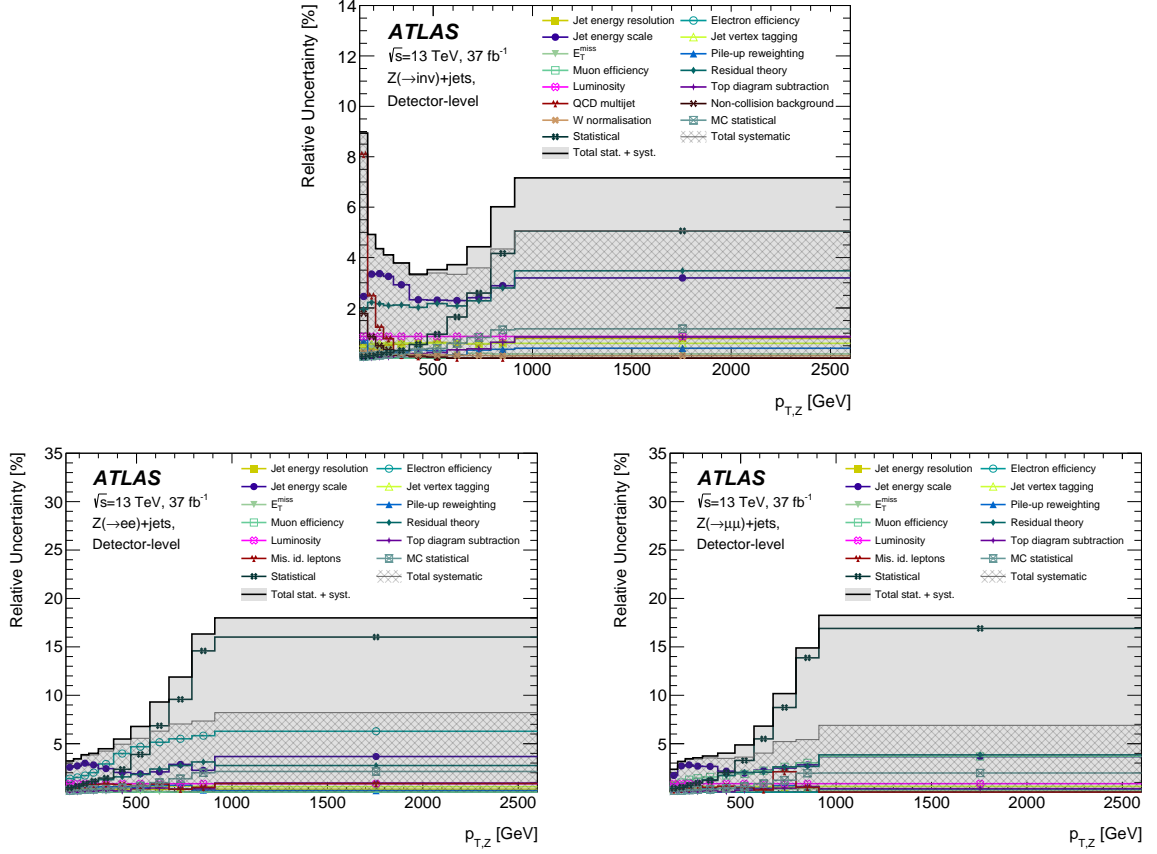 14
12
10
8
6
4
2
Relative Uncertainty [%]
ATLAS
√s=13 TeV, 37 fb⁻¹
Z(→inv)+jets,
Detector-level
Jet energy resolution
Jet energy scale
E_T^miss
Muon efficiency
Luminosity
QCD multijet
W normalisation
Statistical
Total stat. + syst.
Electron efficiency
Jet vertex tagging
Pile-up reweighting
Residual theory
Top diagram subtraction
Non-collision background
MC statistical
Total systematic
500 1000 1500 2000 2500
p_T,Z [GeV]
35
30
25
20
15
10
5
Relative Uncertainty [%]
ATLAS
√s=13 TeV, 37 fb⁻¹
Z(→ee)+jets,
Detector-level
Jet energy resolution
Jet energy scale
E_T^miss
Muon efficiency
Luminosity
Mis. id. leptons
Statistical
Total stat. + syst.
Electron efficiency
Jet vertex tagging
Pile-up reweighting
Residual theory
Top diagram subtraction
MC statistical
Total systematic
500 1000 1500 2000 2500
p_T,Z [GeV]
35
30
25
20
15
10
5
Relative Uncertainty [%]
ATLAS
√s=13 TeV, 37 fb⁻¹
Z(→μμ)+jets,
Detector-level
Jet energy resolution
Jet energy scale
E_T^miss
Muon efficiency
Luminosity
Mis. id. leptons
Statistical
Total stat. + syst.
Electron efficiency
Jet vertex tagging
Pile-up reweighting
Residual theory
Top diagram subtraction
MC statistical
Total systematic
500 1000 1500 2000 2500
p_T,Z [GeV]